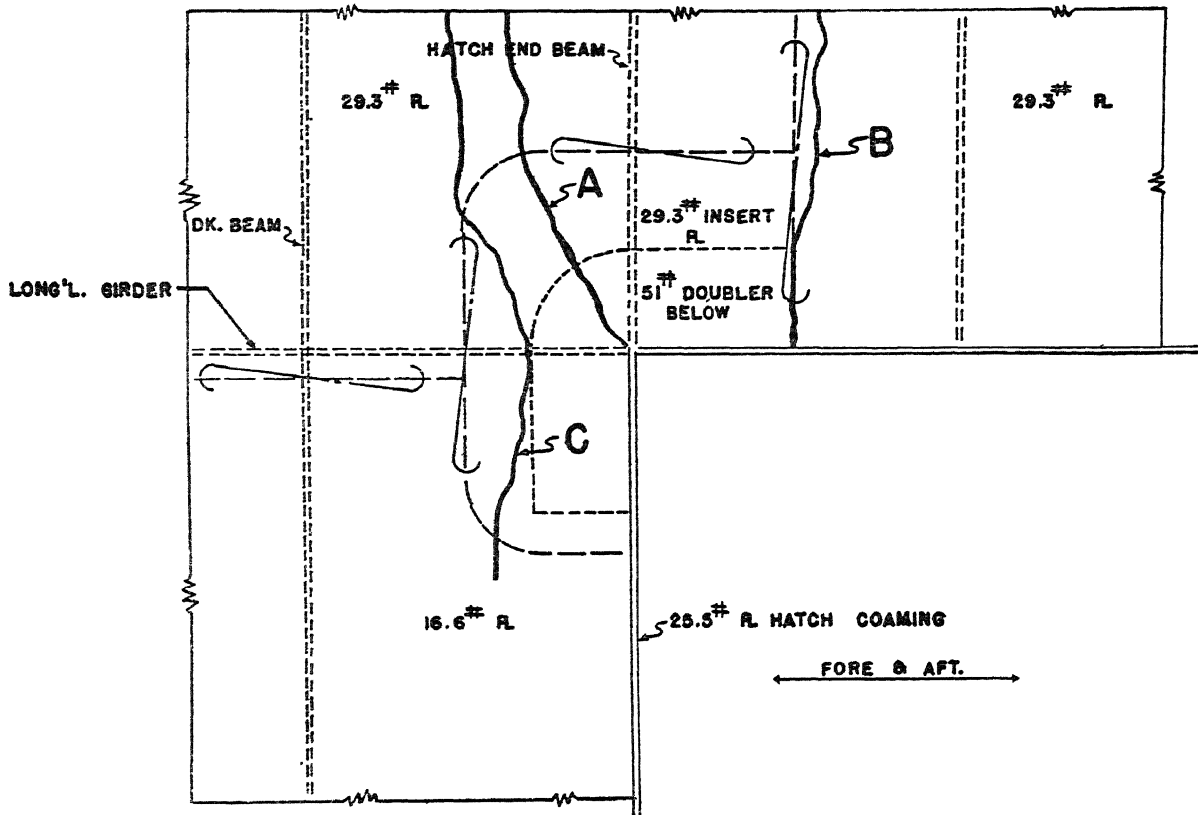 HATCH END BEAM
29.3# PL
29.3# PL
B
A
29.3# INSERT
PL
DK. BEAM
51# DOUBLER
BELOW
LONG'L. GIRDER
C
16.6# PL
25.5# PL HATCH COAMING
FORE & AFT.